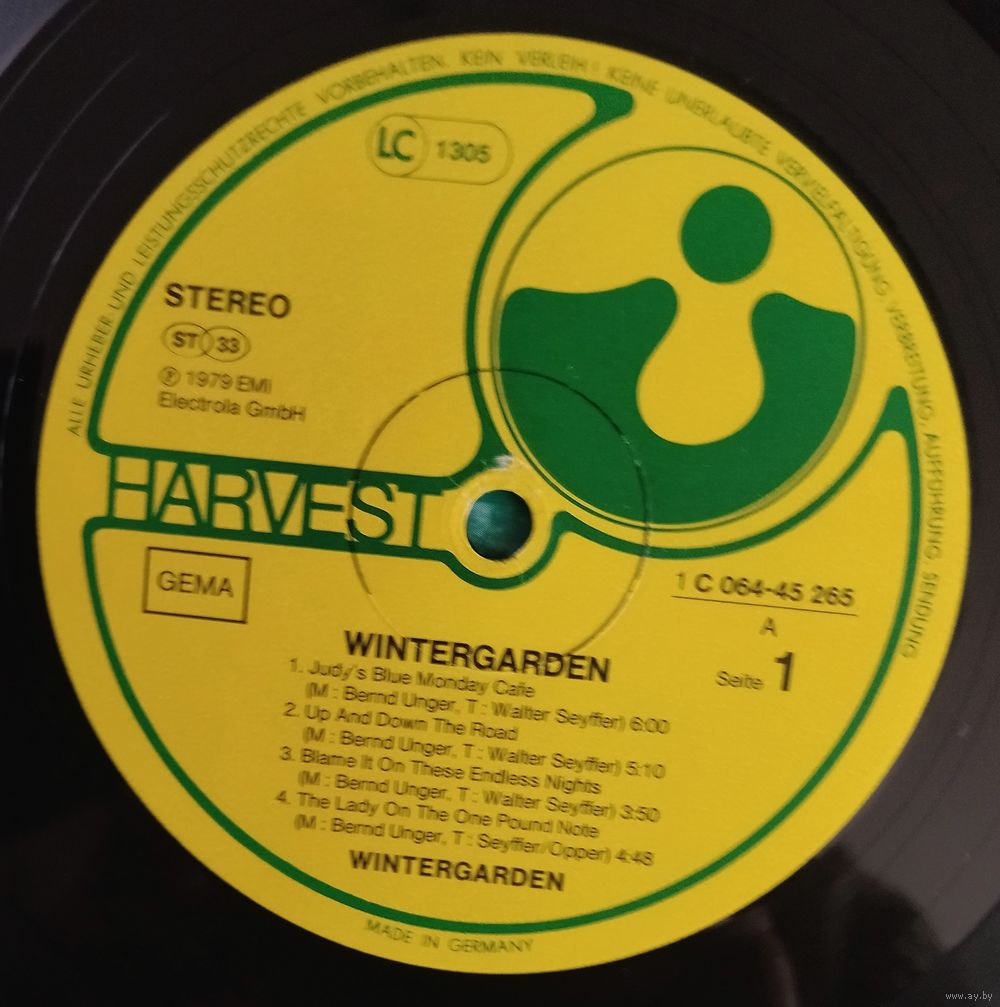 ALLE URHEBER UND LEISTUNGSSCHUTZRECHTE VORBEHALTEN. KEIN VERLEIH! KEINE UNERLAUBTE VERVIELFÄLTIGUNG, VERBREITUNG, AUFFÜHRUNG, SENDUNG
LC 1305
STEREO
ST 33
Ⓟ 1979 EMI
Electrola GmbH
HARVEST
GEMA
1 C 064-45 265
A
Seite 1
WINTERGARDEN
1. Judy's Blue Monday Cafe
(M : Bernd Unger, T : Walter Seyffer) 6:00
2. Up And Down The Road
(M : Bernd Unger, T : Walter Seyffer) 5:10
3. Blame It On These Endless Nights
(M : Bernd Unger, T : Walter Seyffer) 3:50
4. The Lady On The One Pound Note
(M : Bernd Unger, T : Seyffer/Opper) 4:48
WINTERGARDEN
MADE IN GERMANY
www.ay.by